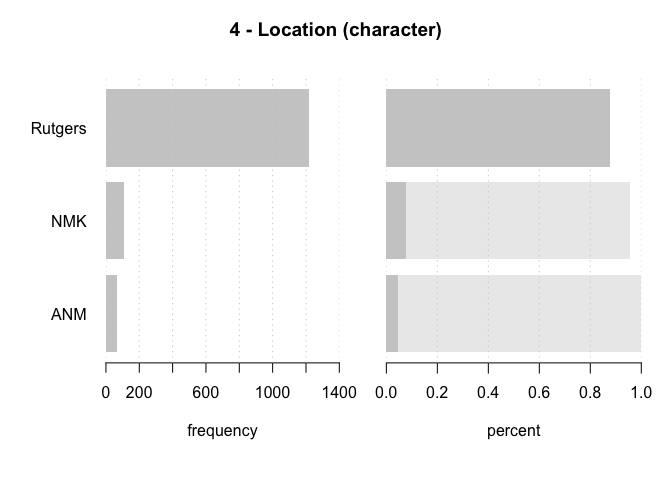 4 - Location (character)
Rutgers
NMK
ANM
0 200 600 1000 1400
0.0 0.2 0.4 0.6 0.8 1.0
frequency
percent